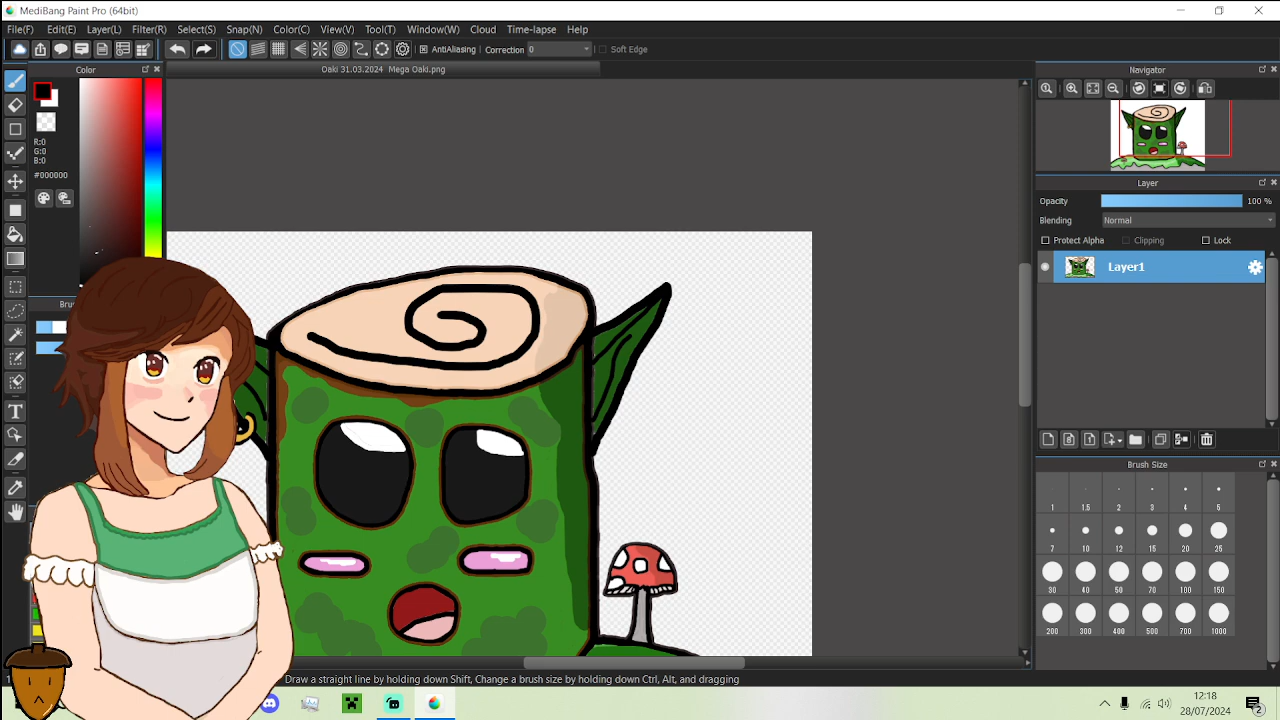 MediBang Paint Pro (64bit)
File(F) Edit(E) Layer(L) Filter(R) Select(S) Snap(N) Color(C) View(V) Tool(T) Window(W) Cloud Time-lapse Help
AntiAliasing Correction 0 Soft Edge
Color
Oaki 31.03.2024 Mega Oaki.png
Navigator
R:0
G:0
B:0
#000000
Layer
Opacity 100 %
Blending Normal
Protect Alpha Clipping Lock
Layer1
Brush Size
1 1.5 2 3 4 5
7 10 12 15 20 25
30 40 50 70 100 150
200 300 400 500 700 1000
Draw a straight line by holding down Shift, Change a brush size by holding down Ctrl, Alt, and dragging
12:18
28/07/2024
2